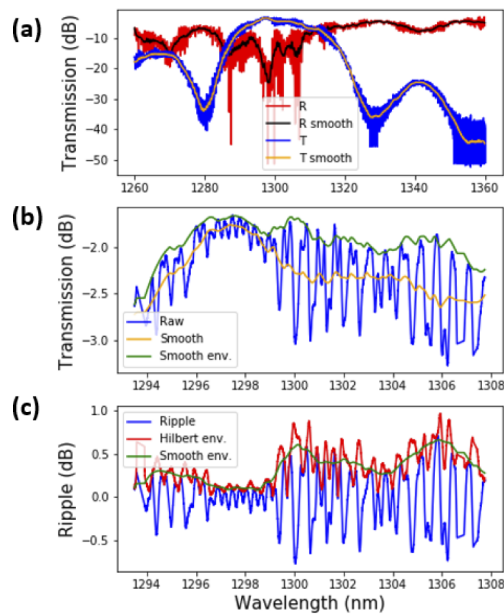 (a)
Transmission (dB)
-10
-20
-30
-40
-50
R
R smooth
T
T smooth
1260
1280
1300
1320
1340
1360
(b)
Transmission (dB)
-2.0
-2.5
-3.0
Raw
Smooth
Smooth env.
1294
1296
1298
1300
1302
1304
1306
1308
(c)
Ripple (dB)
1.0
0.5
0.0
-0.5
Ripple
Hilbert env.
Smooth env.
1294
1296
1298
1300
1302
1304
1306
1308
Wavelength (nm)